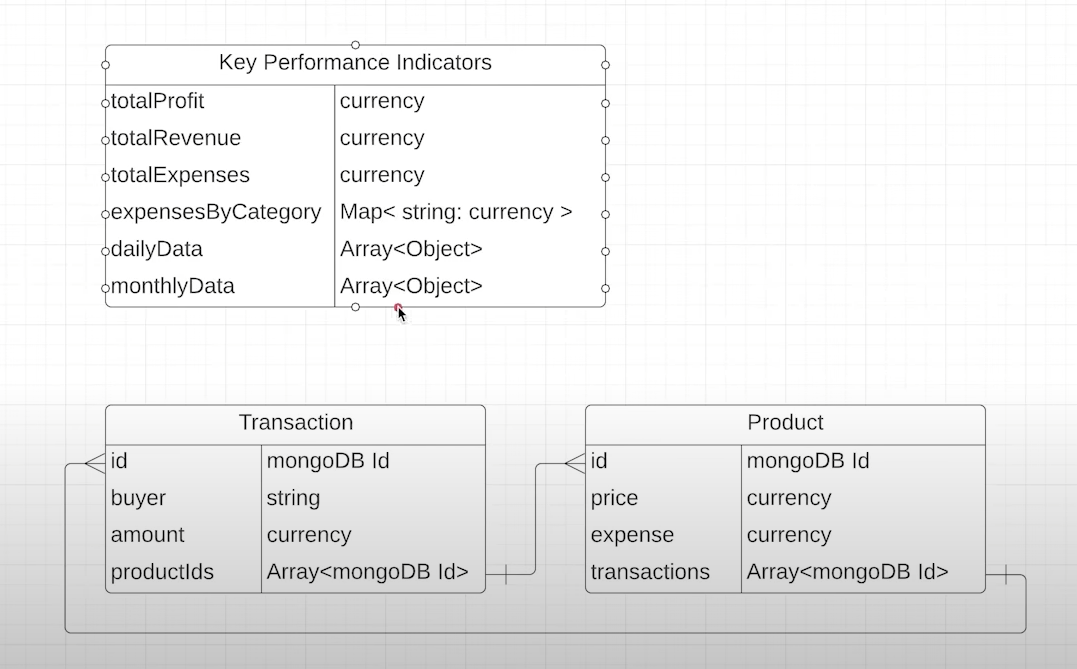 Key Performance Indicators
totalProfit currency
totalRevenue currency
totalExpenses currency
expensesByCategory Map< string: currency >
dailyData Array<Object>
monthlyData Array<Object>
Transaction
id mongoDB Id
buyer string
amount currency
productIds Array<mongoDB Id>
Product
id mongoDB Id
price currency
expense currency
transactions Array<mongoDB Id>